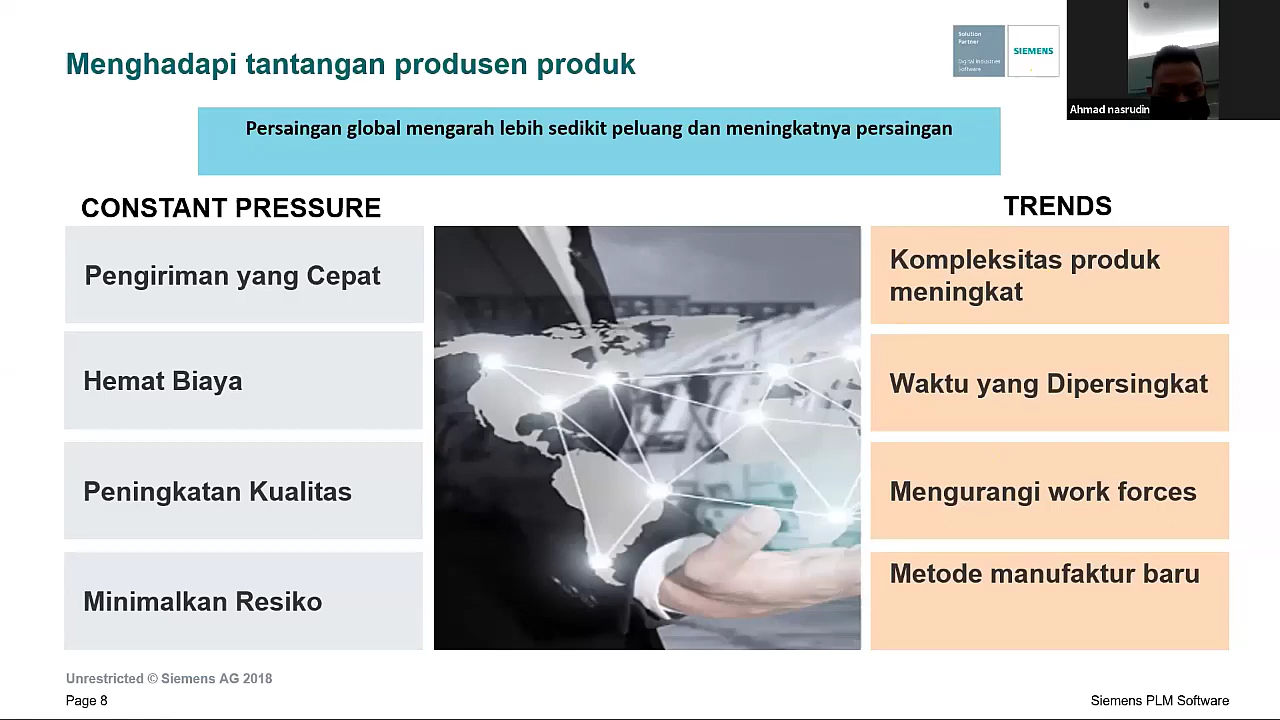 Menghadapi tantangan produsen produk
Solution
Partner
Digital Industries
Software
SIEMENS
Ahmad nasrudin
Persaingan global mengarah lebih sedikit peluang dan meningkatnya persaingan
CONSTANT PRESSURE
Pengiriman yang Cepat
Hemat Biaya
Peningkatan Kualitas
Minimalkan Resiko
TRENDS
Kompleksitas produk
meningkat
Waktu yang Dipersingkat
Mengurangi work forces
Metode manufaktur baru
Unrestricted © Siemens AG 2018
Page 8
Siemens PLM Software